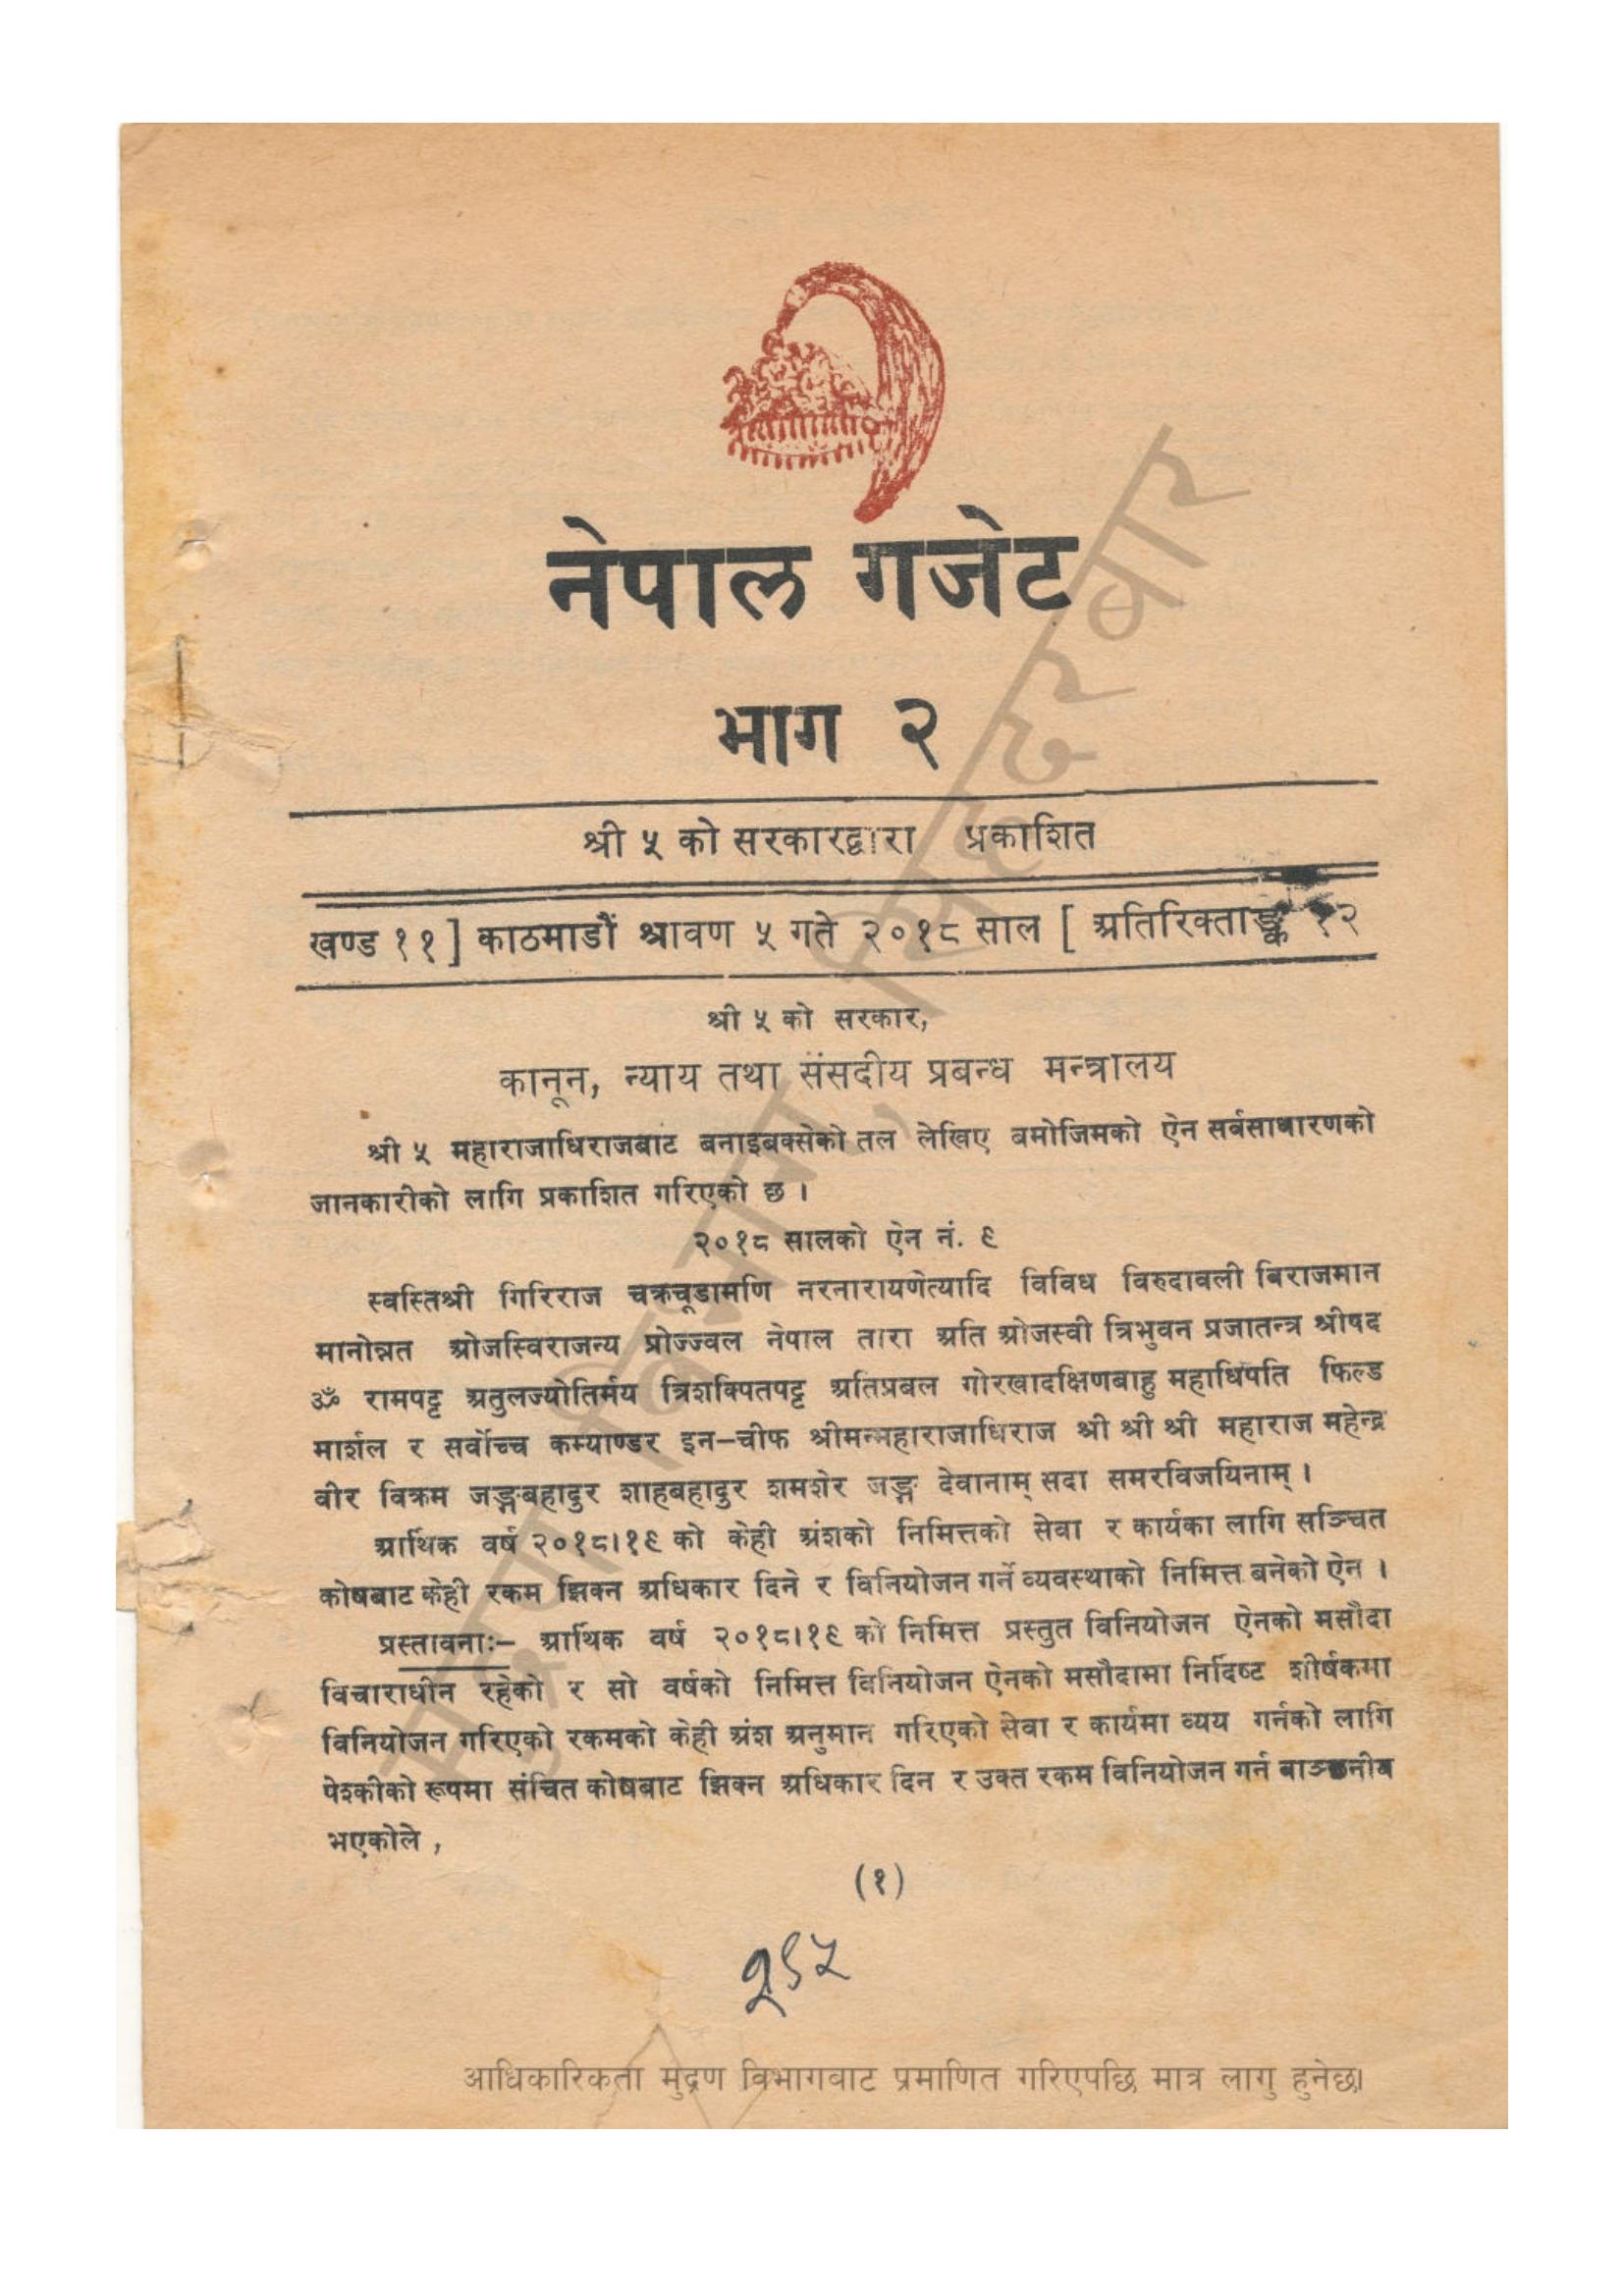 नेपाल गजेट
भाग २
श्री ५ को सरकारद्वारा प्रकाशित
खण्ड ११ ] काठमाडौं श्रावण ५ गते २०१८ साल [ अतिरिक्ताङ्क १२
श्री ५ को सरकार,
कानून, न्याय तथा संसदीय प्रबन्ध मन्त्रालय
श्री ५ महाराजाधिराजबाट बनाइबक्सेको तल लेखिए बमोजिमको ऐन सर्वसाधारणको
जानकारीको लागि प्रकाशित गरिएको छ ।
२०१८ सालको ऐन नं. ९
स्वस्तिश्री गिरिराज चक्रचूडामणि नरनारायणेत्यादि विविध विरुदावली बिराजमान
मानोन्नत ओजस्विराजन्य प्रोज्ज्वल नेपाल तारा अति ओजस्वी त्रिभुवन प्रजातन्त्र श्रीपद
ॐ रामपट्ट अतुलज्योतिर्मय त्रिशक्पितपट्ट अतिप्रबल गोरखादक्षिणबाहु महाधिपति फिल्ड
मार्शल र सर्वोच्च कम्याण्डर इन-चीफ श्रीमन्महाराजाधिराज श्री श्री श्री महाराज महेन्द्र
वीर विक्रम जङ्गबहादुर शाहबहादुर शमशेर जङ्ग देवानाम् सदा समरविजयिनाम् ।
आर्थिक वर्ष २०१८।१९ को केही अंशको निमित्तको सेवा र कार्यका लागि सञ्चित
कोषबाट केही रकम झिक्न अधिकार दिने र विनियोजन गर्ने व्यवस्थाको निमित्त बनेको ऐन ।
प्रस्तावनाः- आर्थिक वर्ष २०१८।१९ को निमित्त प्रस्तुत विनियोजन ऐनको मसौदा
विचाराधीन रहेको र सो वर्षको निमित्त विनियोजन ऐनको मसौदामा निर्दिष्ट शीर्षकमा
विनियोजन गरिएको रकमको केही अंश अनुमान गरिएको सेवा र कार्यमा व्यय गर्नको लागि
पेश्कीको रूपमा संचित कोषबाट झिक्न अधिकार दिन र उक्त रकम विनियोजन गर्न बाञ्छनीय
भएकोले ,
(१)
१९५
आधिकारिकता मुद्रण विभागबाट प्रमाणित गरिएपछि मात्र लागु हुनेछ।
मुद्रण विभाग, सिंहदरबार